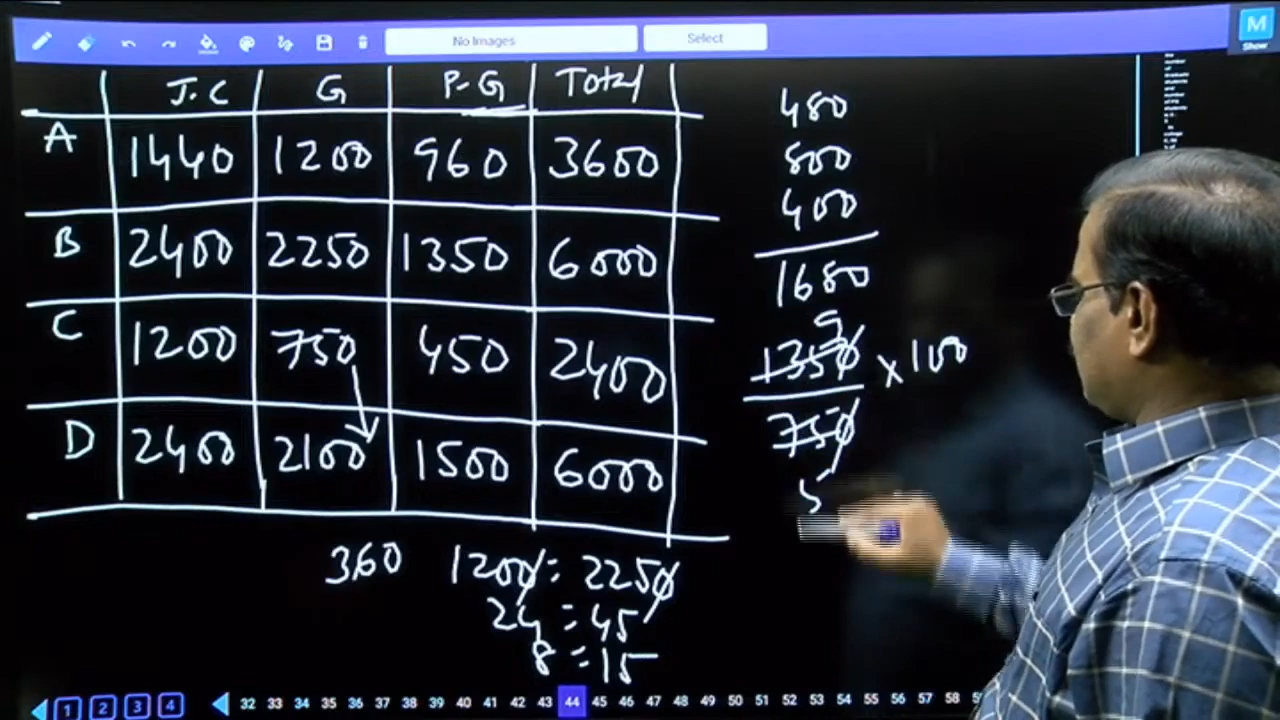 M
Show
No Images
Select
J.C G P-G Total
A 1440 1200 960 3600
B 2400 2250 1350 6000
C 1200 750 450 2400
D 2400 2100 1500 6000
480
800
400
1680
9
1350 × 100
750
5
360
1200 : 2250
24 : 45
8 : 15
1 2 3 4 32 33 34 35 36 37 38 39 40 41 42 43 44 45 46 47 48 49 50 51 52 53 54 55 56 57 58